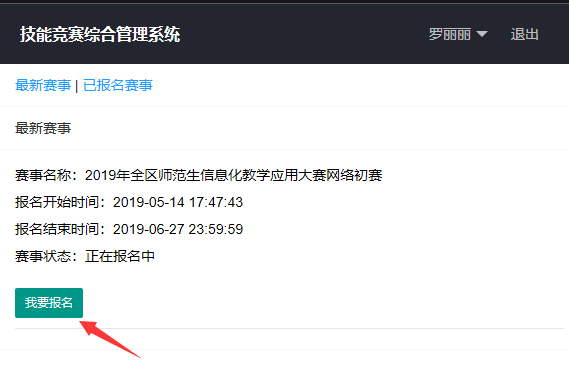 技能竞赛综合管理系统 罗丽丽 退出
最新赛事 | 已报名赛事
最新赛事
赛事名称：2019年全区师范生信息化教学应用大赛网络初赛
报名开始时间：2019-05-14 17:47:43
报名结束时间：2019-06-27 23:59:59
赛事状态：正在报名中
我要报名